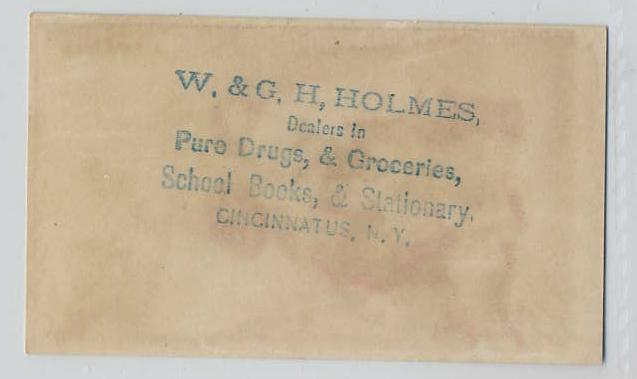 W. & G. H, HOLMES,
Dealers in
Pure Drugs, & Groceries,
School Books, & Stationary.
CINCINNATUS, N. Y.